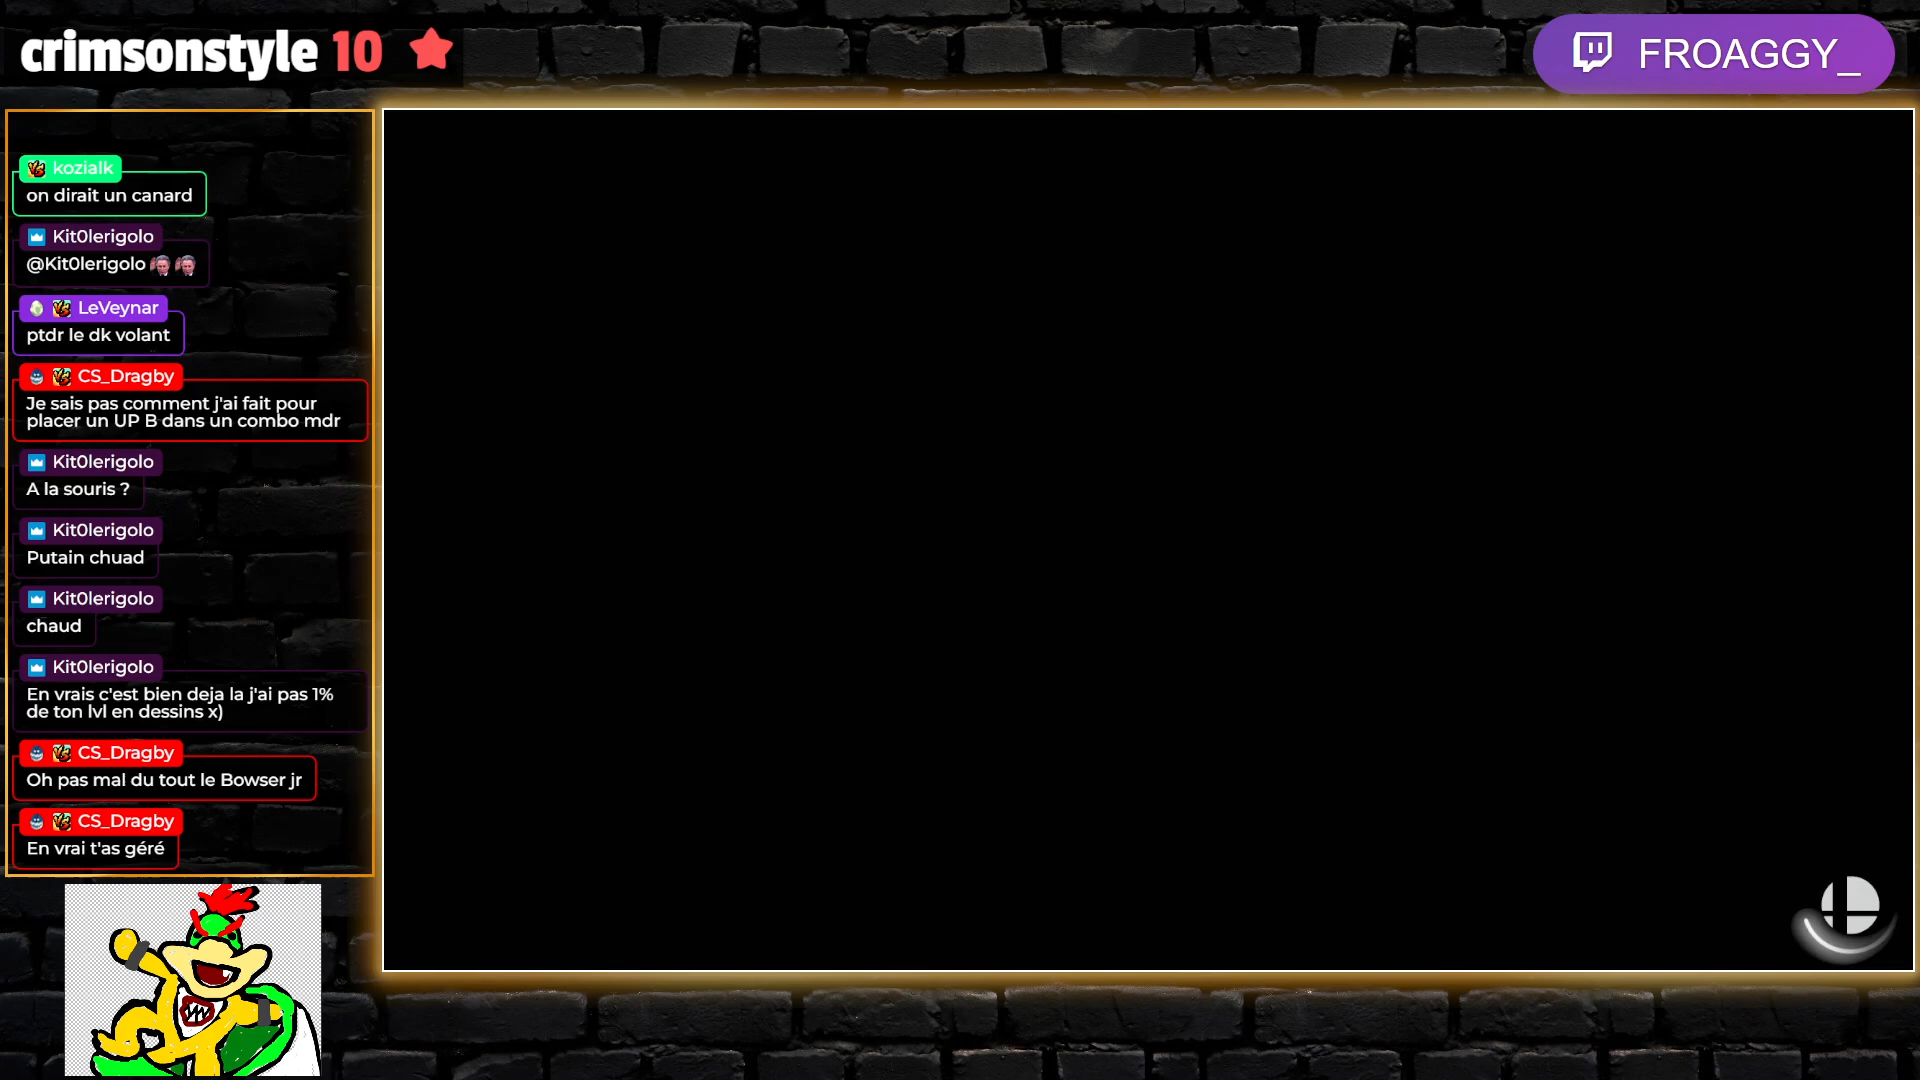 crimsonstyle 10
FROAGGY_
kozialk
on dirait un canard
Kit0lerigolo
@Kit0lerigolo
LeVeynar
ptdr le dk volant
CS_Dragby
Je sais pas comment j'ai fait pour
placer un UP B dans un combo mdr
Kit0lerigolo
A la souris ?
Kit0lerigolo
Putain chuad
Kit0lerigolo
chaud
Kit0lerigolo
En vrais c'est bien deja la j'ai pas 1%
de ton lvl en dessins x)
CS_Dragby
Oh pas mal du tout le Bowser jr
CS_Dragby
En vrai t'as géré